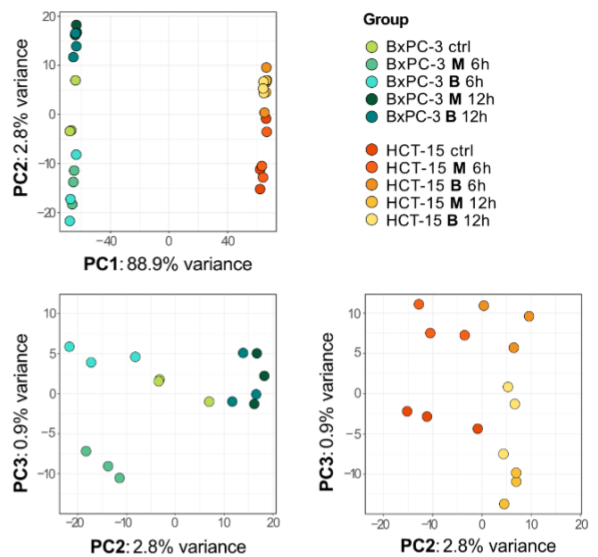 Group
BxPC-3 ctrl
BxPC-3 M 6h
BxPC-3 B 6h
BxPC-3 M 12h
BxPC-3 B 12h
HCT-15 ctrl
HCT-15 M 6h
HCT-15 B 6h
HCT-15 M 12h
HCT-15 B 12h
PC2: 2.8% variance
20
10
0
−10
−20
−40 0 40
PC1: 88.9% variance
PC3: 0.9% variance
10
5
0
−5
−10
−20 −10 0 10 20
PC2: 2.8% variance
PC3: 0.9% variance
10
5
0
−5
−10
−20 −10 0 10 20
PC2: 2.8% variance